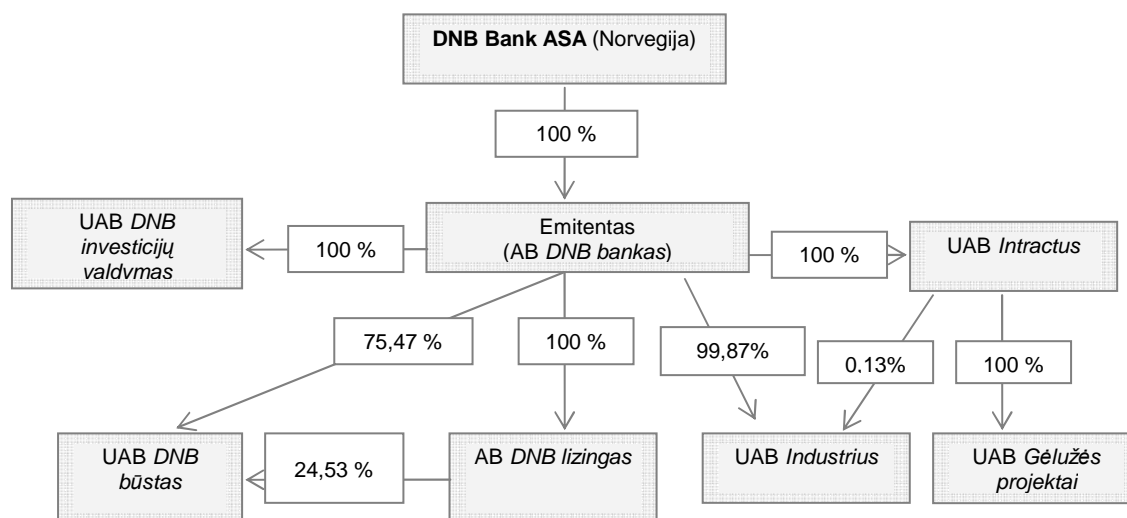 DNB Bank ASA (Norvegija)
100 %
UAB DNB
investicijų
valdymas
100 %
Emitentas
(AB DNB bankas)
100 %
UAB Intractus
75,47 %
100 %
99,87%
0,13%
100 %
UAB DNB
būstas
24,53 %
AB DNB lizingas
UAB Industrius
UAB Gėlužės
projektai